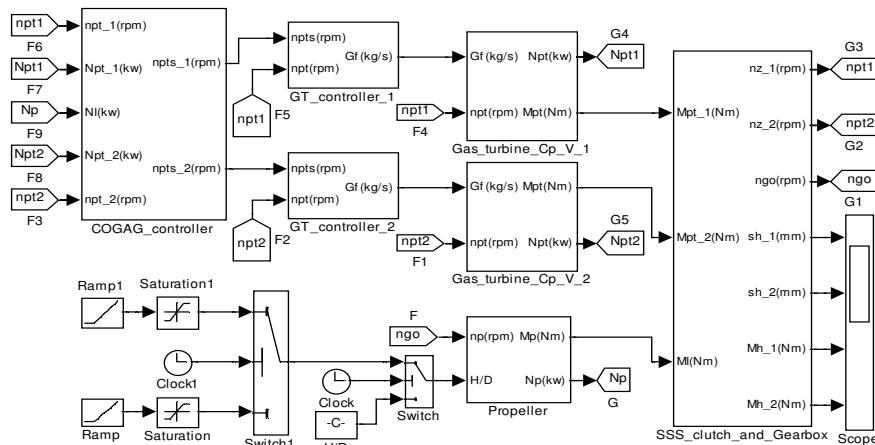 npt1
F6
Npt1
F7
Np
F9
Npt2
F8
npt2
F3
npt_1(rpm)
Npt_1(kw)
Nl(kw)
Npt_2(kw)
npt_2(rpm)
npts_1(rpm)
npts_2(rpm)
COGAG_controller
npts(rpm)
npt(rpm)
Gf(kg/s)
GT_controller_1
npt1
F5
npts(rpm)
npt(rpm)
Gf(kg/s)
GT_controller_2
npt2
F2
npt1
F4
Gf(kg/s)
npt(rpm)
Npt(kw)
Mpt(Nm)
Gas_turbine_Cp_V_1
G4
Npt1
npt2
F1
Gf(kg/s)
npt(rpm)
Mpt(Nm)
Npt(kw)
Gas_turbine_Cp_V_2
G5
Npt2
Mpt_1(Nm)
Mpt_2(Nm)
Ml(Nm)
nz_1(rpm)
nz_2(rpm)
ngo(rpm)
sh_1(mm)
sh_2(mm)
Mh_1(Nm)
Mh_2(Nm)
SSS_clutch_and_Gearbox
G3
npt1
npt2
G2
ngo
G1
Scope
Ramp1
Saturation1
Clock1
Ramp
Saturation
Switch1
Clock
-C-
H/D
Switch
F
ngo
np(rpm)
H/D
Mp(Nm)
Np(kw)
Propeller
Np
G